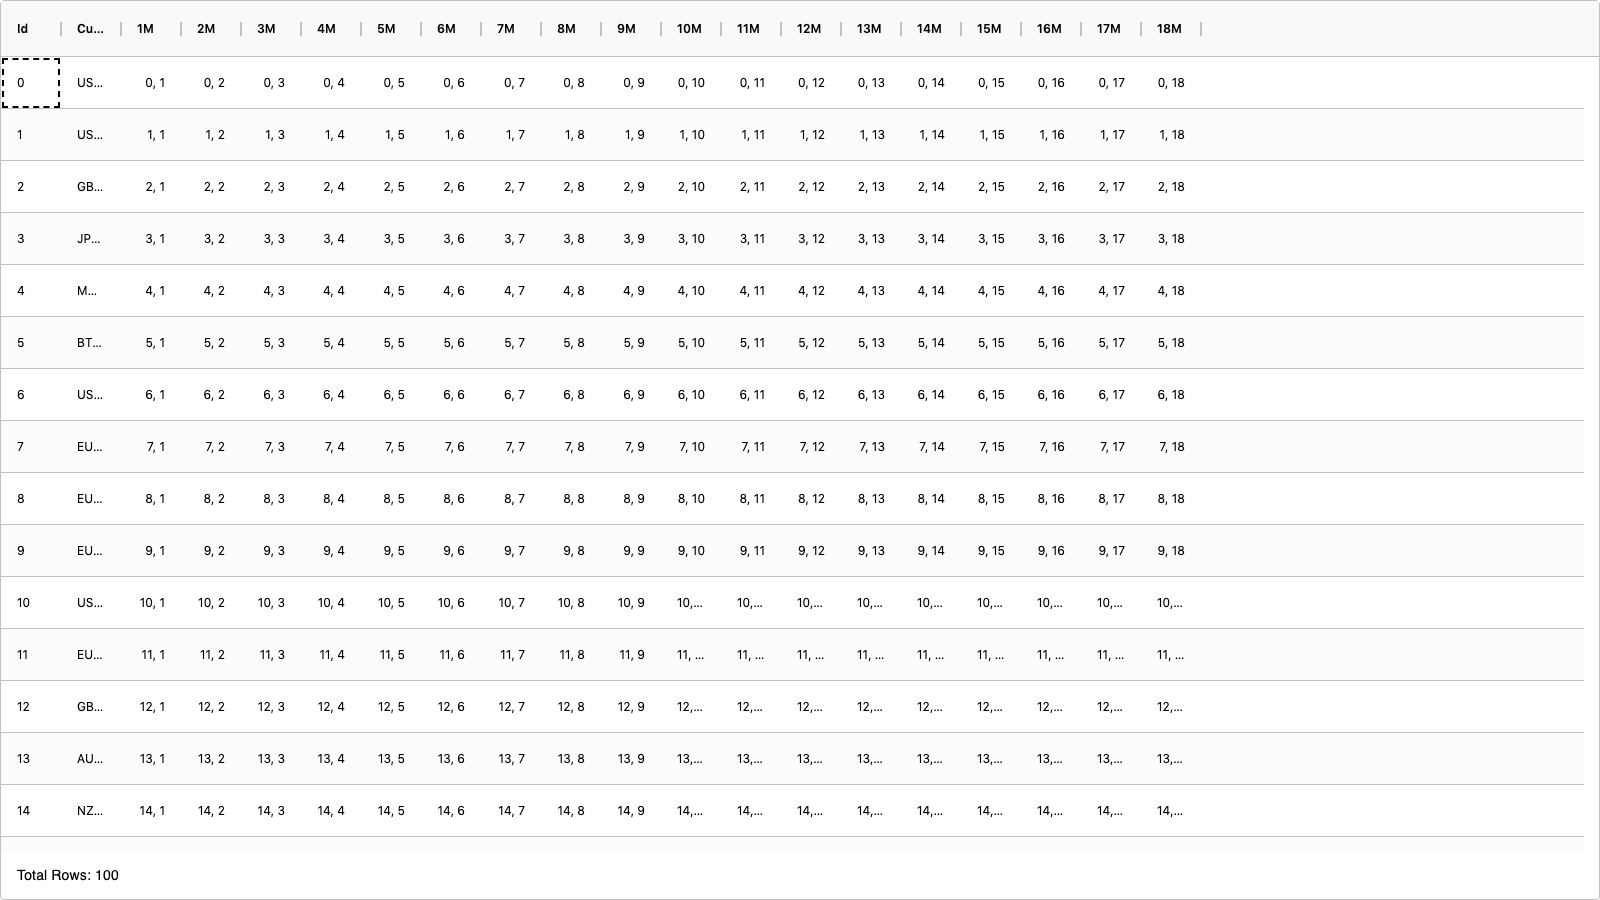 Id Cu... 1M 2M 3M 4M 5M 6M 7M 8M 9M 10M 11M 12M 13M 14M 15M 16M 17M 18M
0 US... 0, 1 0, 2 0, 3 0, 4 0, 5 0, 6 0, 7 0, 8 0, 9 0, 10 0, 11 0, 12 0, 13 0, 14 0, 15 0, 16 0, 17 0, 18
1 US... 1, 1 1, 2 1, 3 1, 4 1, 5 1, 6 1, 7 1, 8 1, 9 1, 10 1, 11 1, 12 1, 13 1, 14 1, 15 1, 16 1, 17 1, 18
2 GB... 2, 1 2, 2 2, 3 2, 4 2, 5 2, 6 2, 7 2, 8 2, 9 2, 10 2, 11 2, 12 2, 13 2, 14 2, 15 2, 16 2, 17 2, 18
3 JP... 3, 1 3, 2 3, 3 3, 4 3, 5 3, 6 3, 7 3, 8 3, 9 3, 10 3, 11 3, 12 3, 13 3, 14 3, 15 3, 16 3, 17 3, 18
4 M... 4, 1 4, 2 4, 3 4, 4 4, 5 4, 6 4, 7 4, 8 4, 9 4, 10 4, 11 4, 12 4, 13 4, 14 4, 15 4, 16 4, 17 4, 18
5 BT... 5, 1 5, 2 5, 3 5, 4 5, 5 5, 6 5, 7 5, 8 5, 9 5, 10 5, 11 5, 12 5, 13 5, 14 5, 15 5, 16 5, 17 5, 18
6 US... 6, 1 6, 2 6, 3 6, 4 6, 5 6, 6 6, 7 6, 8 6, 9 6, 10 6, 11 6, 12 6, 13 6, 14 6, 15 6, 16 6, 17 6, 18
7 EU... 7, 1 7, 2 7, 3 7, 4 7, 5 7, 6 7, 7 7, 8 7, 9 7, 10 7, 11 7, 12 7, 13 7, 14 7, 15 7, 16 7, 17 7, 18
8 EU... 8, 1 8, 2 8, 3 8, 4 8, 5 8, 6 8, 7 8, 8 8, 9 8, 10 8, 11 8, 12 8, 13 8, 14 8, 15 8, 16 8, 17 8, 18
9 EU... 9, 1 9, 2 9, 3 9, 4 9, 5 9, 6 9, 7 9, 8 9, 9 9, 10 9, 11 9, 12 9, 13 9, 14 9, 15 9, 16 9, 17 9, 18
10 US... 10, 1 10, 2 10, 3 10, 4 10, 5 10, 6 10, 7 10, 8 10, 9 10,... 10,... 10,... 10,... 10,... 10,... 10,... 10,... 10,...
11 EU... 11, 1 11, 2 11, 3 11, 4 11, 5 11, 6 11, 7 11, 8 11, 9 11, ... 11, ... 11, ... 11, ... 11, ... 11, ... 11, ... 11, ... 11, ...
12 GB... 12, 1 12, 2 12, 3 12, 4 12, 5 12, 6 12, 7 12, 8 12, 9 12,... 12,... 12,... 12,... 12,... 12,... 12,... 12,... 12,...
13 AU... 13, 1 13, 2 13, 3 13, 4 13, 5 13, 6 13, 7 13, 8 13, 9 13,... 13,... 13,... 13,... 13,... 13,... 13,... 13,... 13,...
14 NZ... 14, 1 14, 2 14, 3 14, 4 14, 5 14, 6 14, 7 14, 8 14, 9 14,... 14,... 14,... 14,... 14,... 14,... 14,... 14,... 14,...
Total Rows: 100